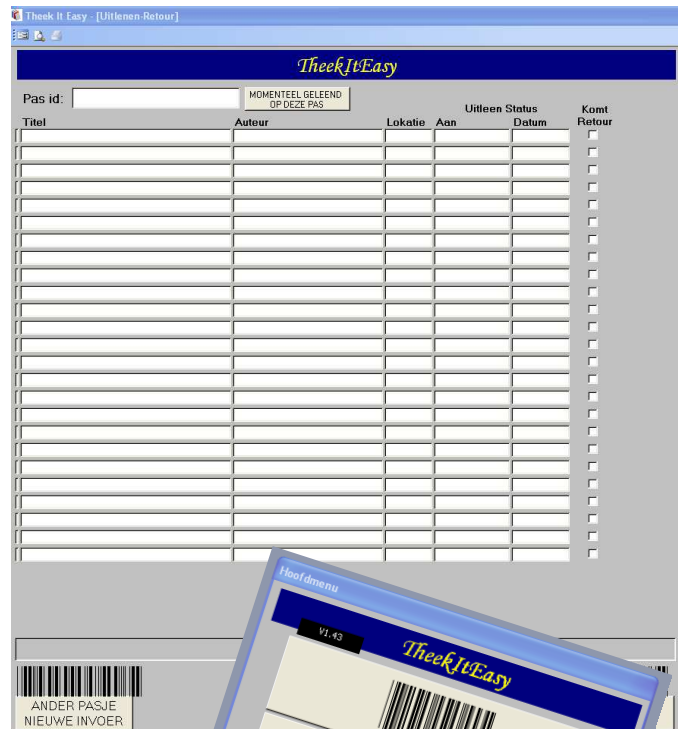 Theek It Easy - [Uitlenen-Retour]
TheekItEasy
Pas id:
MOMENTEEL GELEEND
OP DEZE PAS
Uitleen Status
Komt
Titel Auteur Lokatie Aan Datum Retour
Hoofdmenu
V1.43
TheekItEasy
ANDER PASJE
NIEUWE INVOER